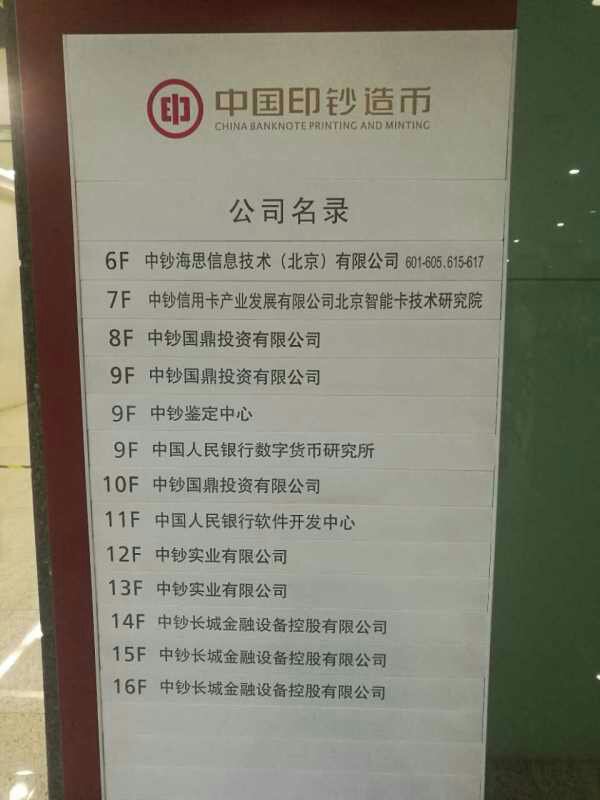 中国印钞造币
CHINA BANKNOTE PRINTING AND MINTING
公司名录
6F 中钞海思信息技术（北京）有限公司 601-605.615-617
7F 中钞信用卡产业发展有限公司北京智能卡技术研究院
8F 中钞国鼎投资有限公司
9F 中钞国鼎投资有限公司
9F 中钞鉴定中心
9F 中国人民银行数字货币研究所
10F 中钞国鼎投资有限公司
11F 中国人民银行软件开发中心
12F 中钞实业有限公司
13F 中钞实业有限公司
14F 中钞长城金融设备控股有限公司
15F 中钞长城金融设备控股有限公司
16F 中钞长城金融设备控股有限公司